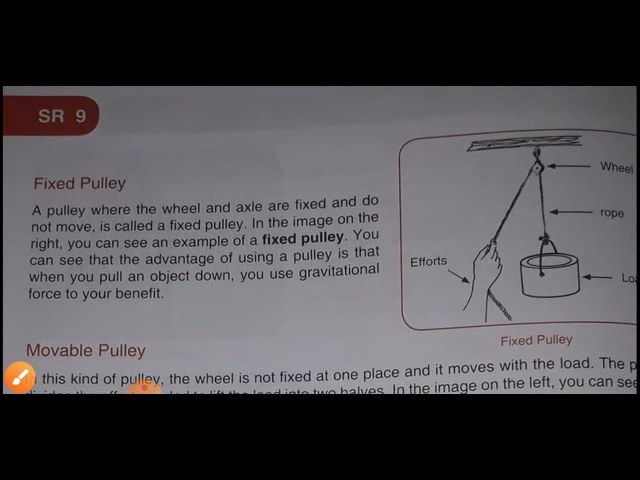 SR 9
Fixed Pulley
A pulley where the wheel and axle are fixed and do
not move, is called a fixed pulley. In the image on the
right, you can see an example of a fixed pulley. You
can see that the advantage of using a pulley is that
when you pull an object down, you use gravitational
force to your benefit.
Wheel
rope
Efforts
Fixed Pulley
Movable Pulley
this kind of pulley, the wheel is not fixed at one place and it moves with the load. The
to lift the load into two halves. In the image on the left, you can see